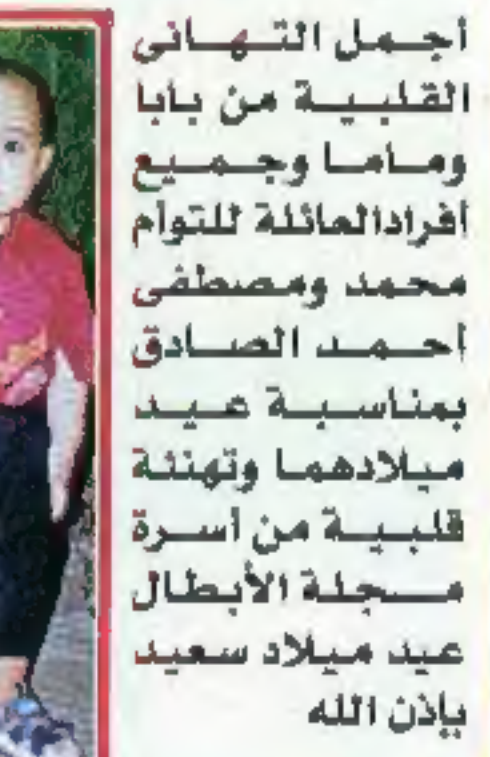 أجمل التهانى
القلبية من بابا
وماما وجميع
أفرادالعائلة للتوأم
محمد ومصطفى
أحمد الصادق
بمناسبة عيد
ميلادهما وتهنئة
قلبية من أسرة
مجلة الأبطال
عيد ميلاد سعيد
بإذن الله